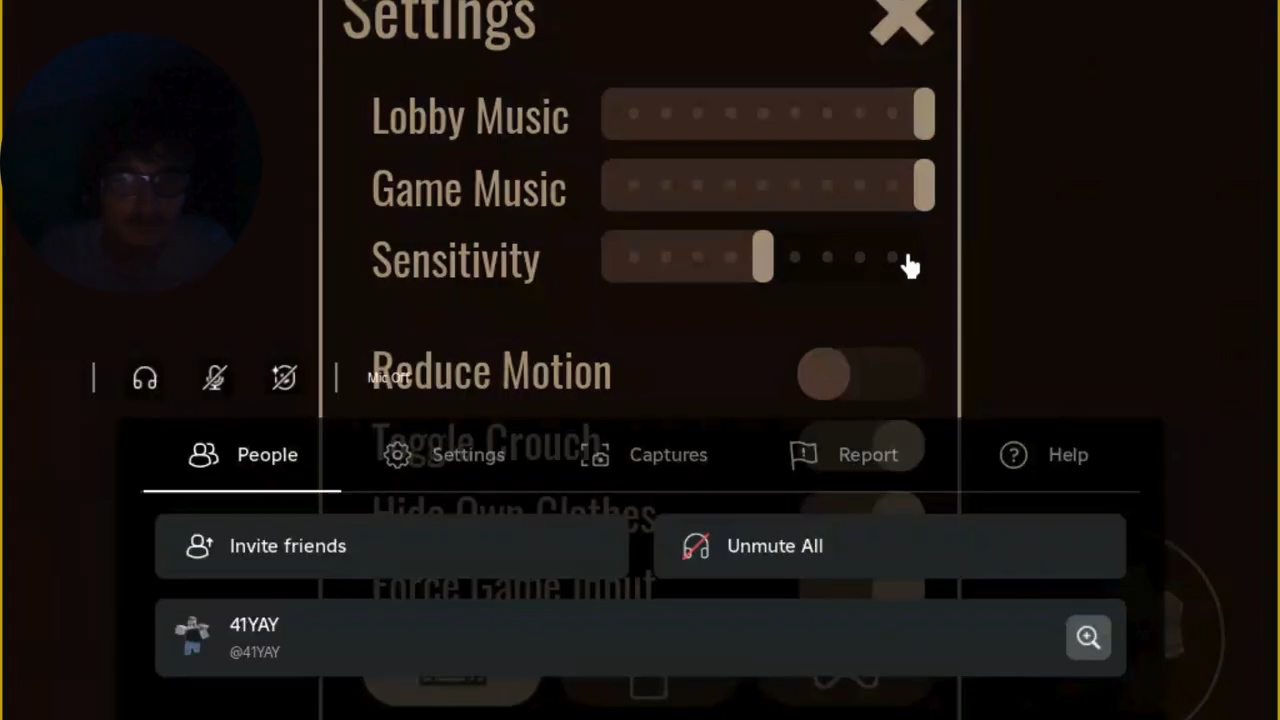 Settings
Lobby Music
Game Music
Sensitivity
Reduce Motion
Mic Off
Toggle Crouch
People
Settings
Captures
Report
Help
Hide Own Clothes
Invite friends
Unmute All
Force Game Input
41YAY
@41YAY